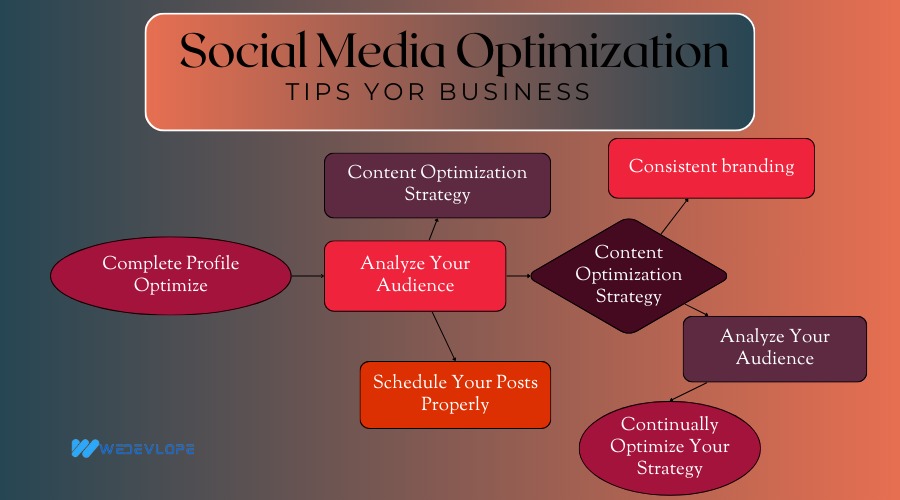 Social Media Optimization
TIPS YOR BUSINESS
Consistent branding
Content Optimization
Strategy
Complete Profile
Optimize
Analyze Your
Audience
Content
Optimization
Strategy
Analyze Your
Audience
Schedule Your Posts
Properly
Continually
Optimize Your
Strategy
WEDEVLOPE